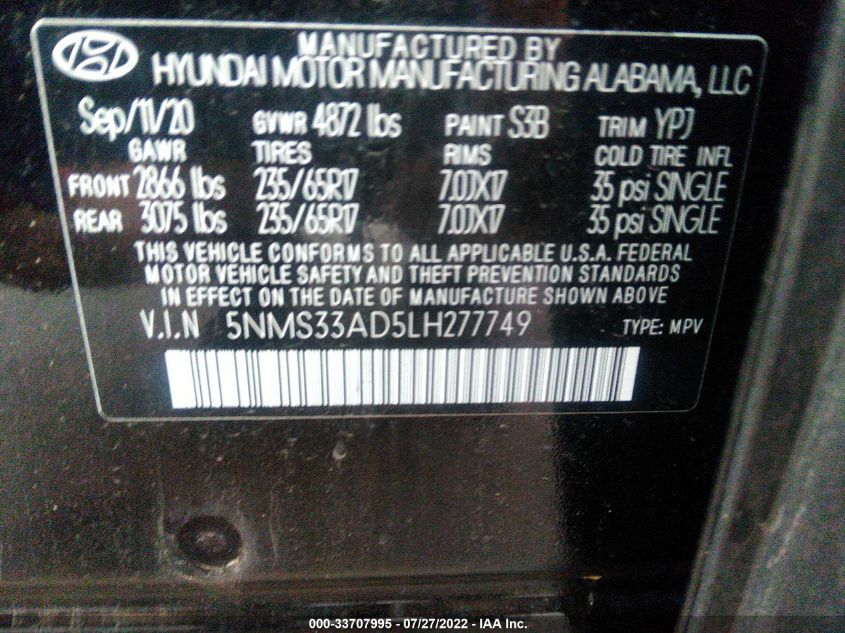 MANUFACTURED BY
HYUNDAI MOTOR MANUFACTURING ALABAMA, LLC
Sep/11/20 GVWR 4872 lbs PAINT S3B TRIM YPJ
GAWR TIRES RIMS COLD TIRE INFL
FRONT 2866 lbs 235/65R17 7.0JX17 35 psi SINGLE
REAR 3075 lbs 235/65R17 7.0JX17 35 psi SINGLE
THIS VEHICLE CONFORMS TO ALL APPLICABLE U.S.A. FEDERAL
MOTOR VEHICLE SAFETY AND THEFT PREVENTION STANDARDS
IN EFFECT ON THE DATE OF MANUFACTURE SHOWN ABOVE
V.I.N 5NMS33AD5LH277749 TYPE: MPV
000-33707995 - 07/27/2022 - IAA Inc.